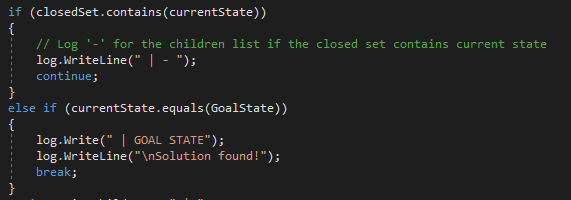 if (closedSet.contains(currentState))
{
// Log '-' for the children list if the closed set contains current state
log.WriteLine(" | - ");
continue;
}
else if (currentState.equals(GoalState))
{
log.Write(" | GOAL STATE");
log.WriteLine("\nSolution found!");
break;
}